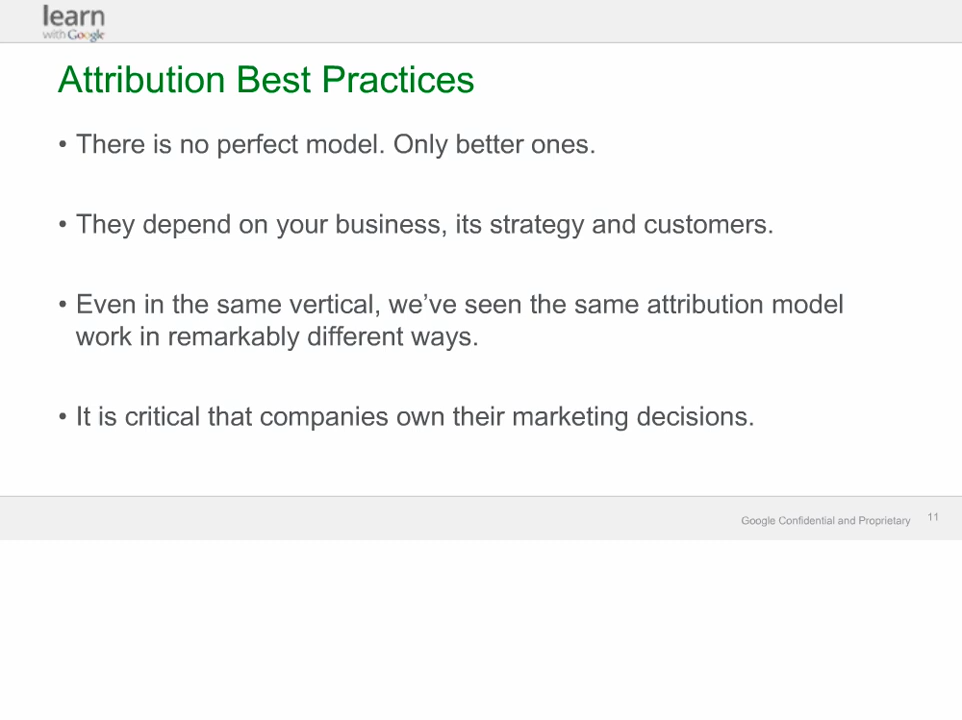 learn
with Google
Attribution Best Practices
• There is no perfect model. Only better ones.
• They depend on your business, its strategy and customers.
• Even in the same vertical, we’ve seen the same attribution model
work in remarkably different ways.
• It is critical that companies own their marketing decisions.
Google Confidential and Proprietary 11